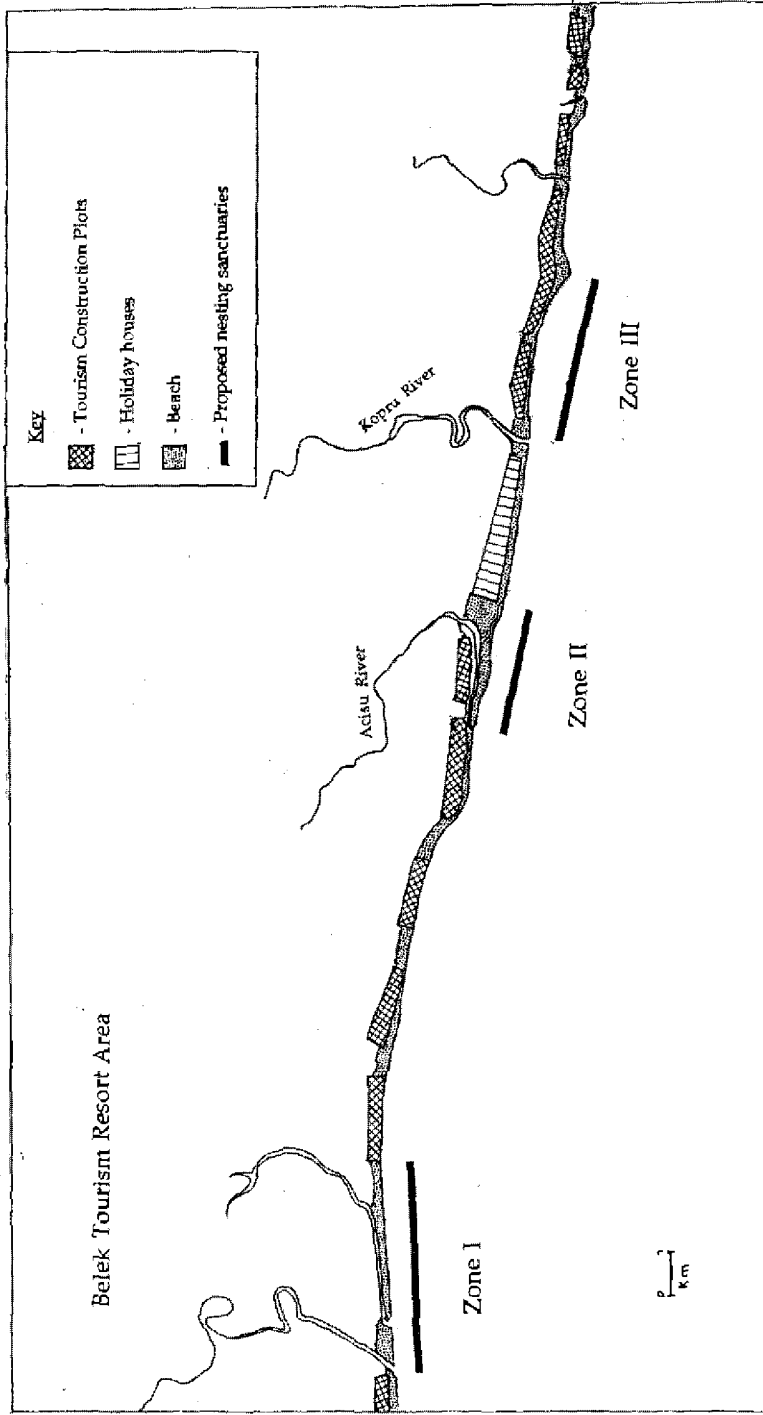 Belek Tourism Resort Area
Key
- Tourism Construction Plots
- Holiday houses
- Beach
- Proposed nesting sanctuaries
Acisu River
Kopru River
Zone I
Zone II
Zone III
Km